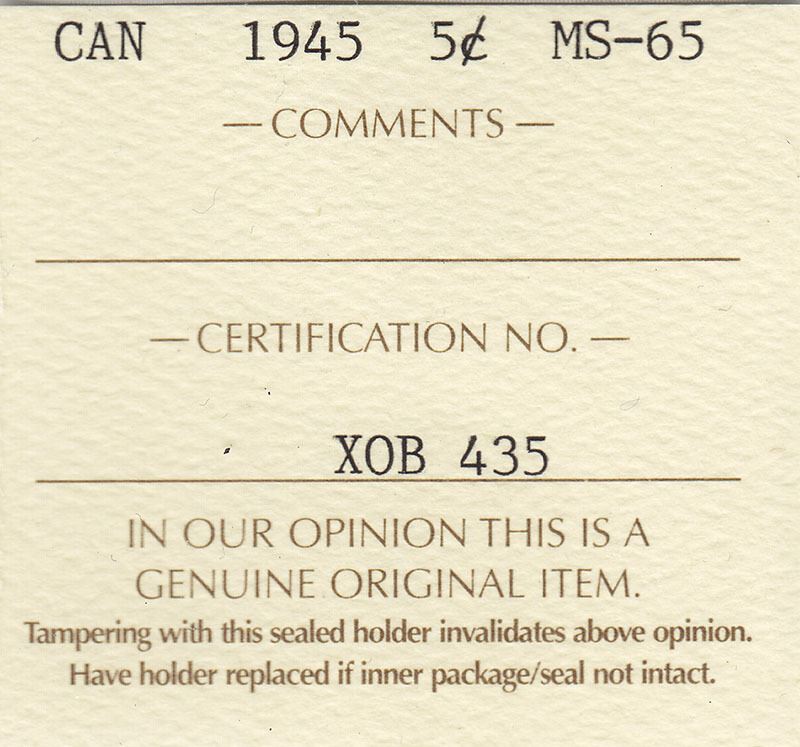 CAN 1945 5¢ MS-65
— COMMENTS —
— CERTIFICATION NO. —
XOB 435
IN OUR OPINION THIS IS A
GENUINE ORIGINAL ITEM.
Tampering with this sealed holder invalidates above opinion.
Have holder replaced if inner package/seal not intact.